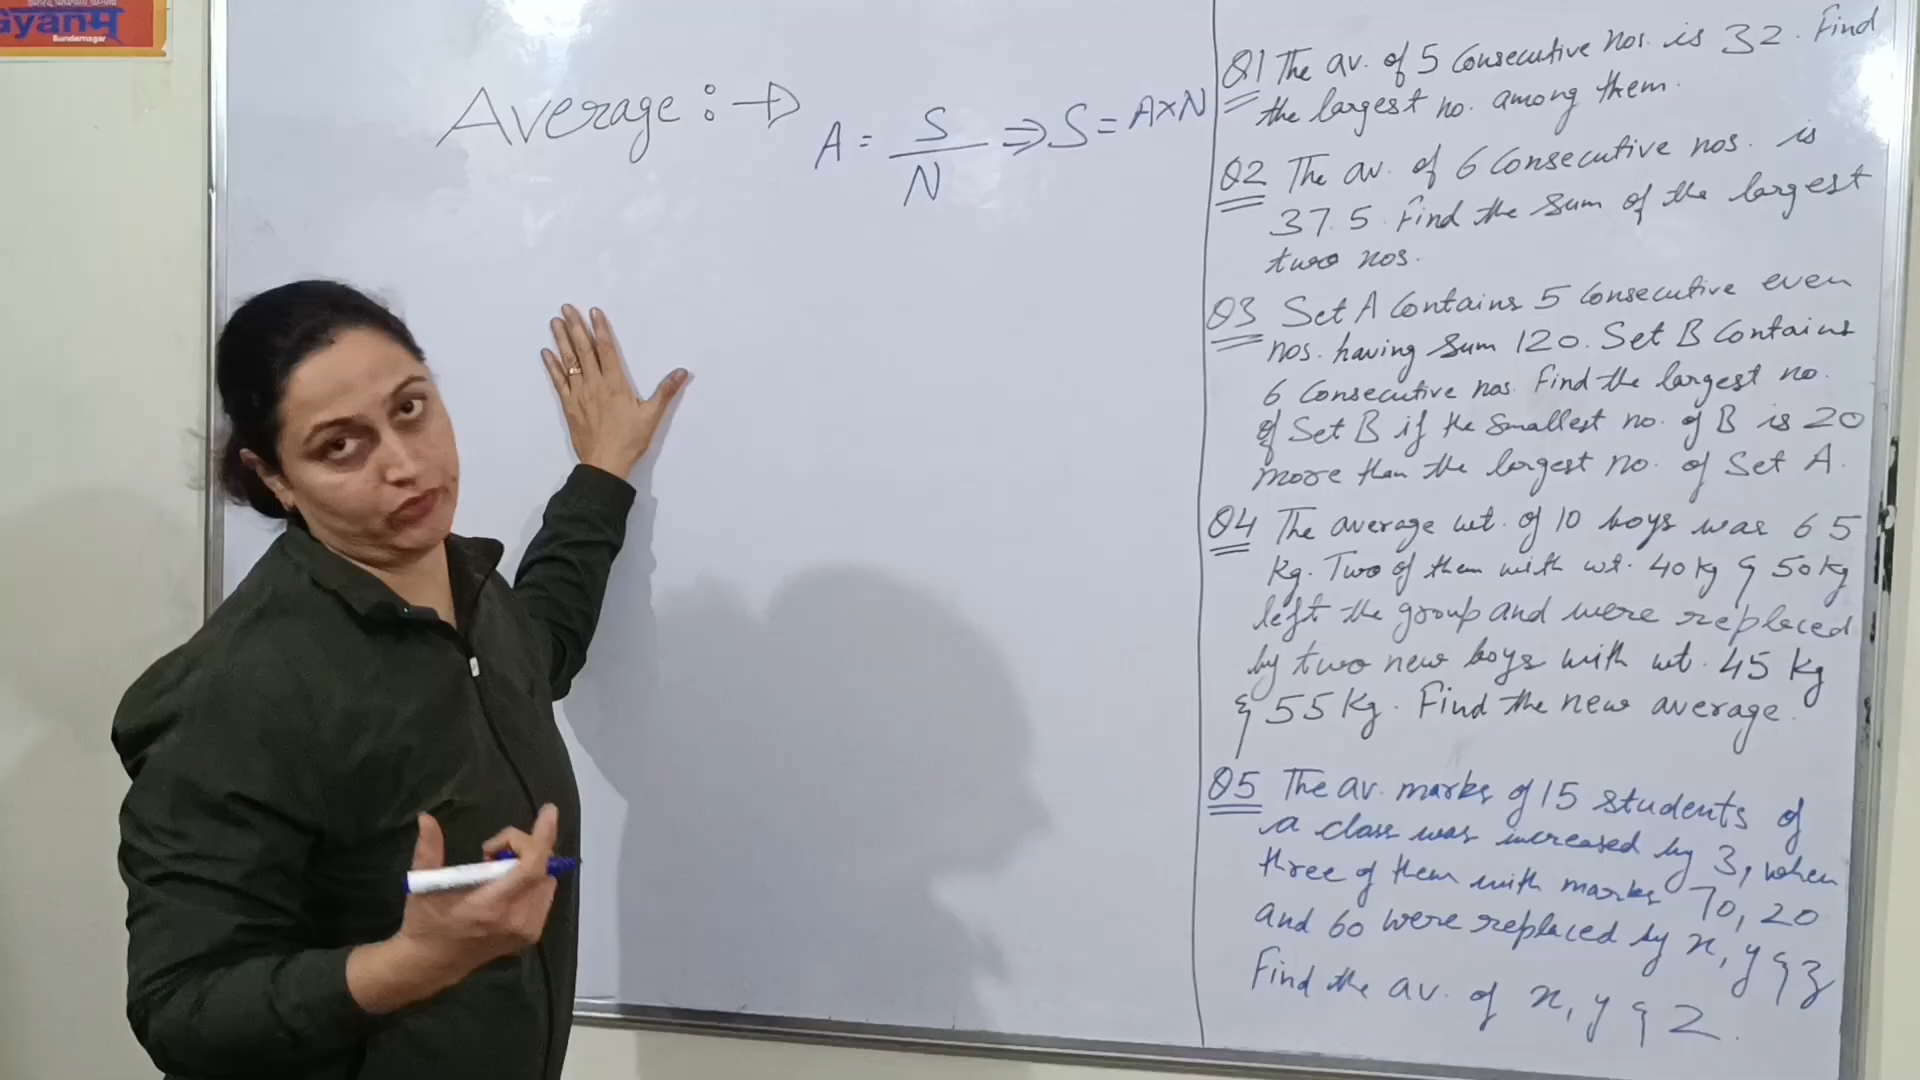 Gyanम
Sundernagar
Average :→
A = S/N ⇒ S = A×N
Q1 The av. of 5 Consecutive nos. is 32. Find
the largest no. among them.
Q2 The av. of 6 Consecutive nos. is
37.5. Find the Sum of the largest
two nos.
Q3 Set A Contains 5 Consecutive even
nos. having Sum 120. Set B Contains
6 Consecutive nos. Find the largest no.
of Set B if the Smallest no. of B is 20
more than the largest no. of Set A.
Q4 The average wt. of 10 boys was 65
kg. Two of them with wt. 40 kg & 50 kg
left the group and were replaced
by two new boys with wt. 45 kg
& 55 Kg. Find the new average.
Q5 The av. marks of 15 students of
a class was increased by 3, when
three of them with marks 70, 20
and 60 were replaced by x, y & z
Find the av. of x, y & z.